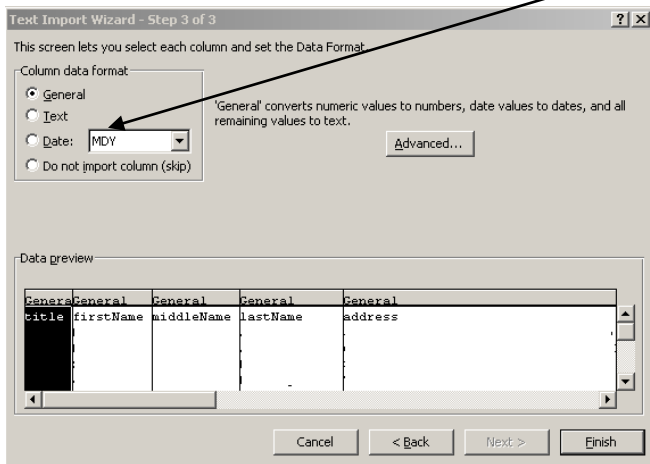 Text Import Wizard - Step 3 of 3
This screen lets you select each column and set the Data Format.
Column data format
General
Text
Date: MDY
Do not import column (skip)
'General' converts numeric values to numbers, date values to dates, and all
remaining values to text.
Advanced...
Data preview
Genera General General General General
title firstName middleName lastName address
Cancel < Back Next > Finish